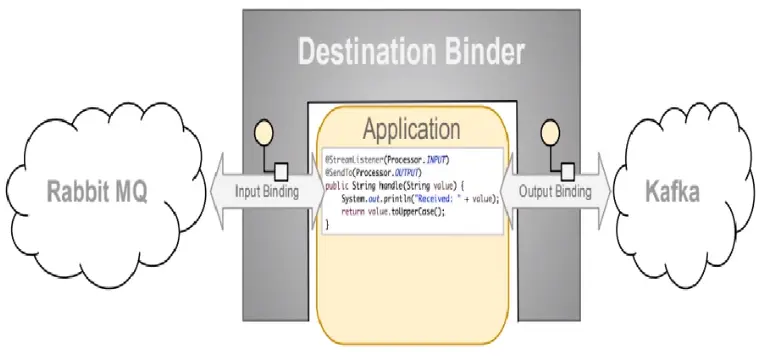 Destination Binder
Application
@StreamListener(Processor.INPUT)
@SendTo(Processor.OUTPUT)
public String handle(String value) {
System.out.println("Received: " + value);
return value.toUpperCase();
}
Rabbit MQ
Input Binding
Output Binding
Kafka